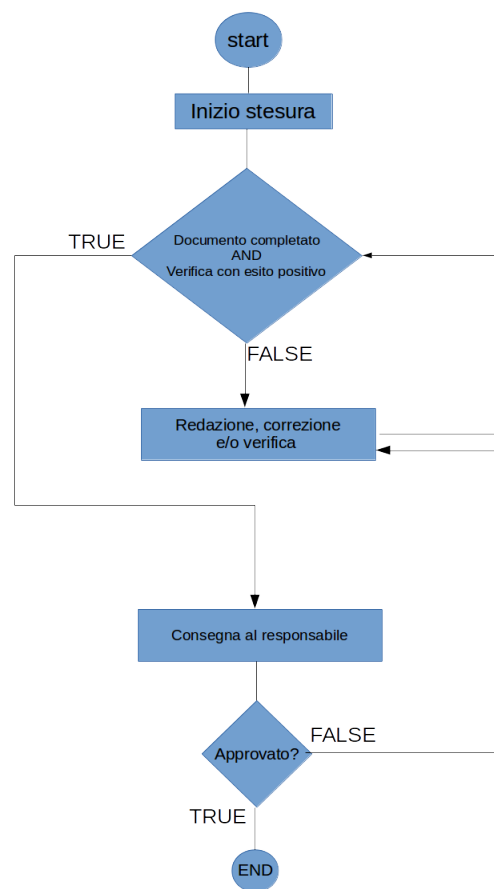 start
Inizio stesura
TRUE
Documento completato
AND
Verifica con esito positivo
FALSE
Redazione, correzione
e/o verifica
Consegna al responsabile
Approvato?
FALSE
TRUE
END